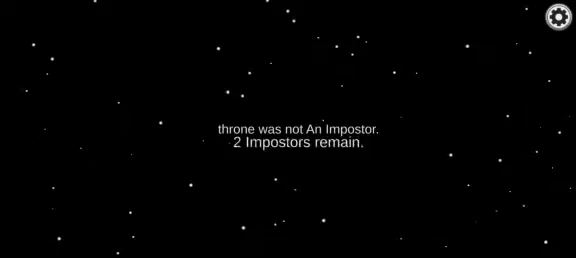 throne was not An Impostor.
2 Impostors remain.